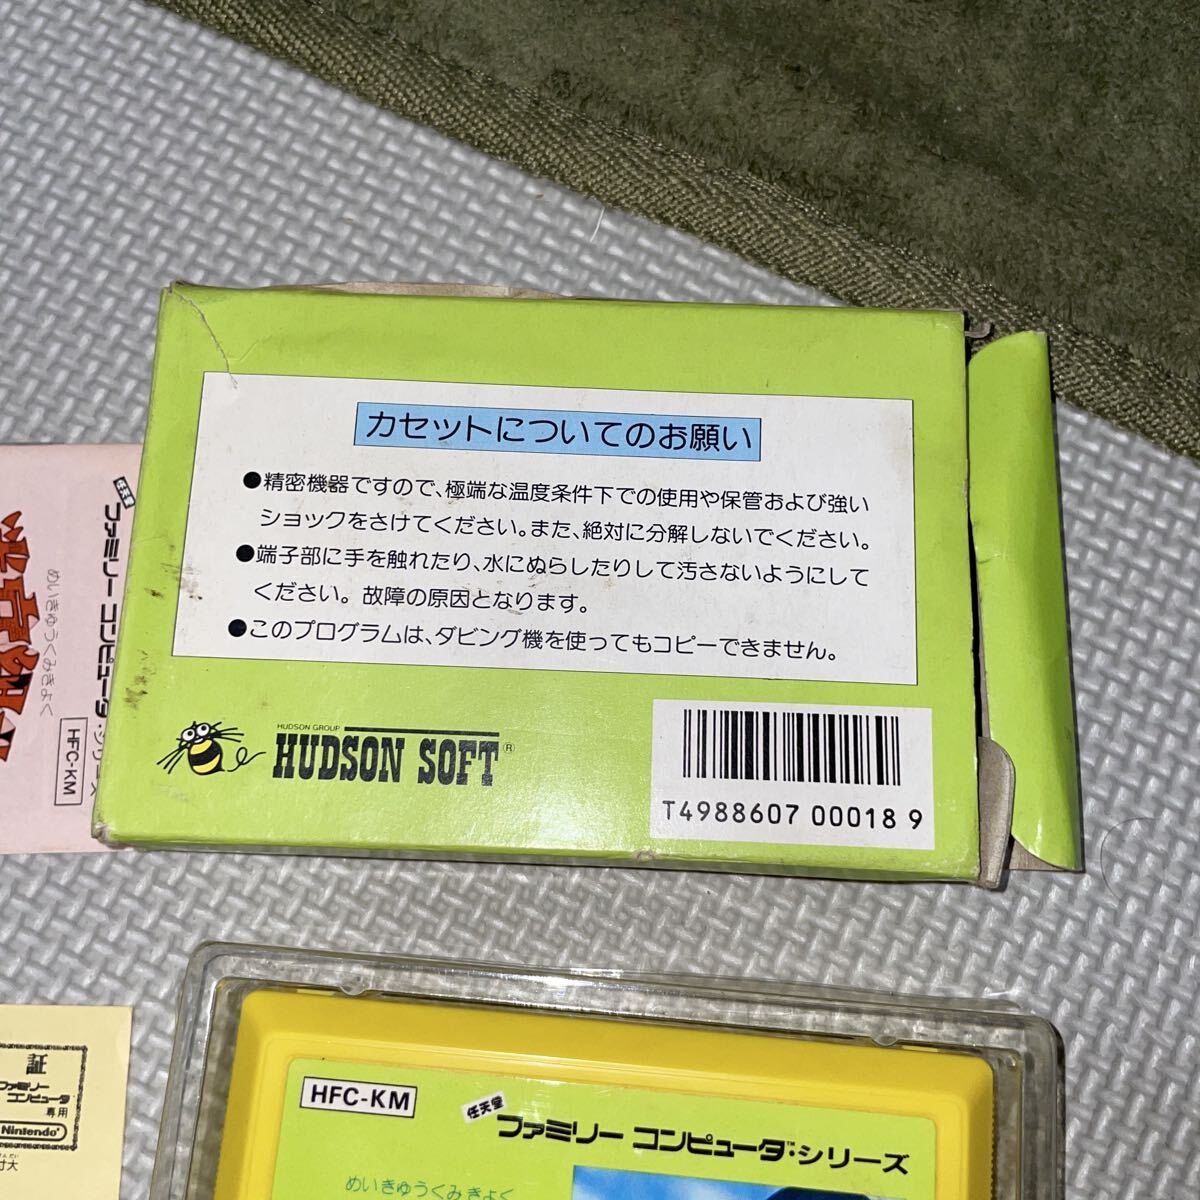 カセットについてのお願い
●精密機器ですので、極端な温度条件下での使用や保管および強い
ショックをさけてください。また、絶対に分解しないでください。
●端子部に手を触れたり、水にぬらしたりして汚さないようにして
ください。故障の原因となります。
●このプログラムは、ダビング機を使ってもコピーできません。
HUDSON GROUP
HUDSON SOFT®
T4988607 00018 9
任天堂
ファミリー コンピュータ・シリーズ
めいきゅうくみきょく
HFC-KM
証
ファミリー
コンピュータ
専用
Nintendo®
HFC-KM
任天堂
ファミリー コンピュータ™・シリーズ
めいきゅうくみきょく